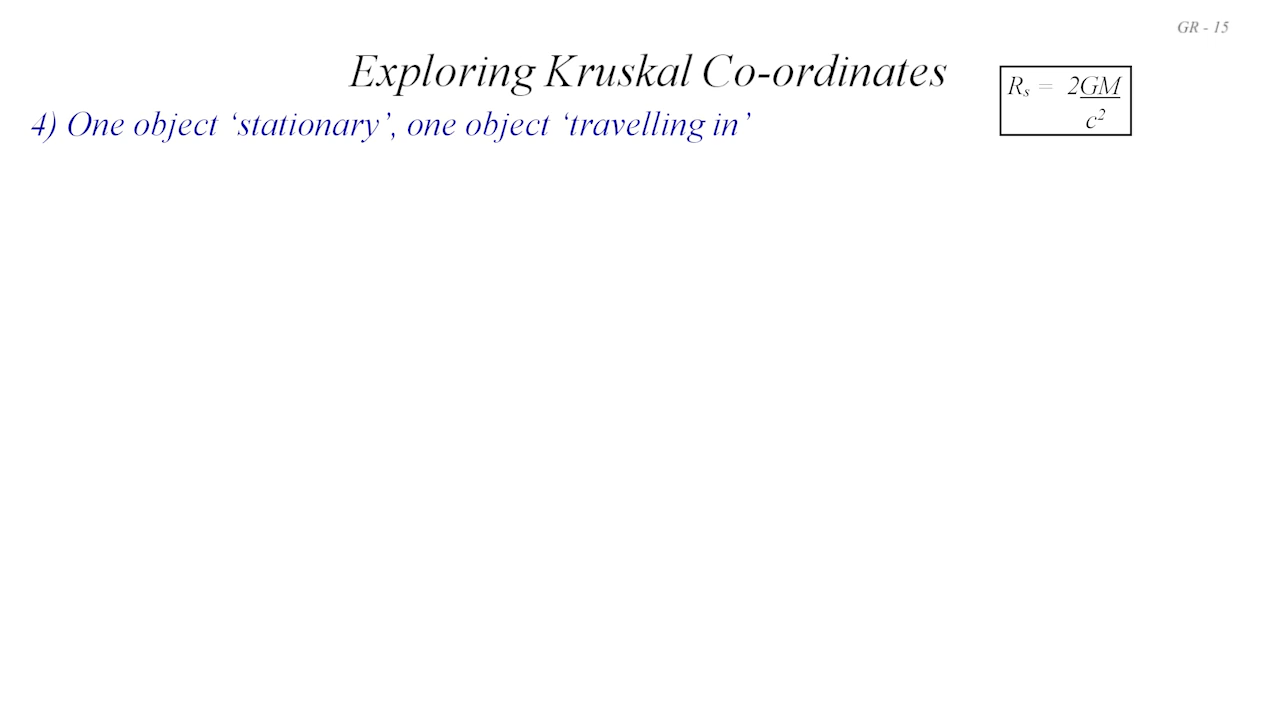 GR - 15
Exploring Kruskal Co-ordinates
4) One object ‘stationary’, one object ‘travelling in’
Rs = 2GM
c²